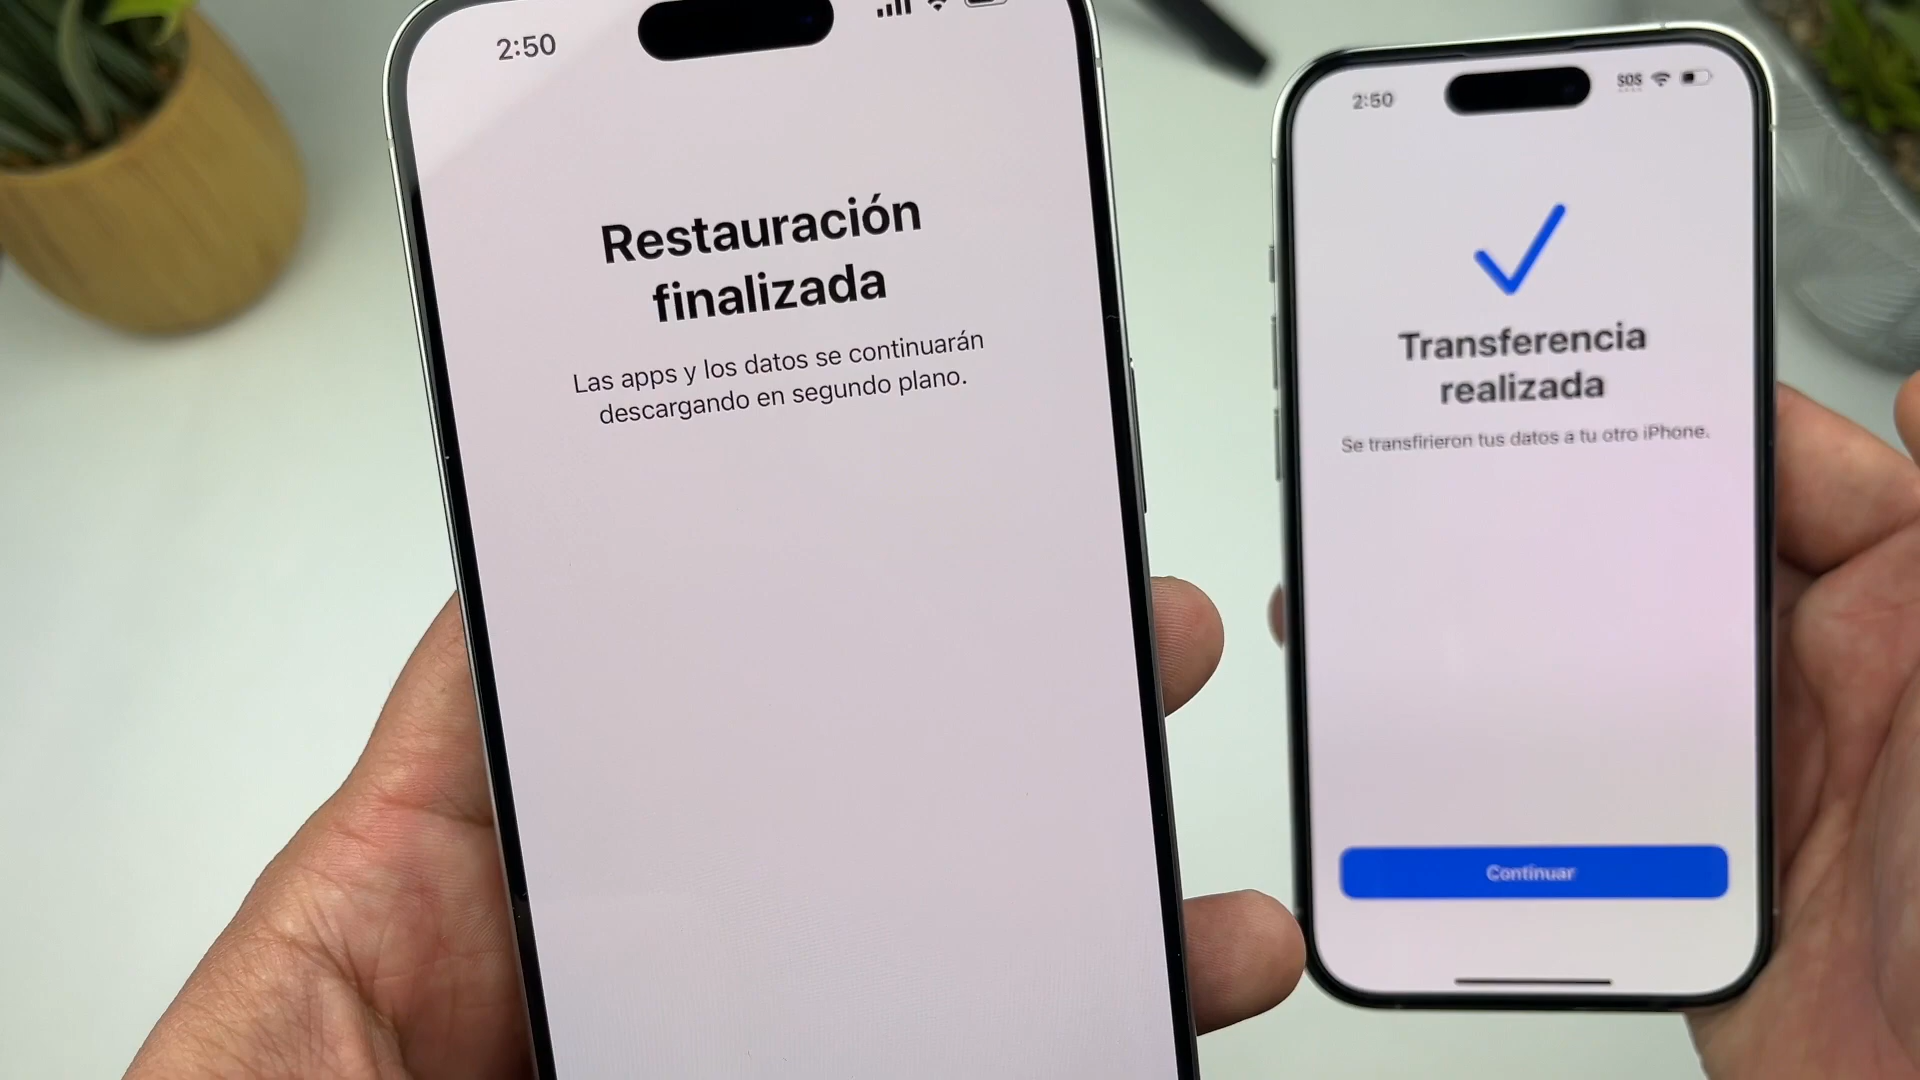 2:50
Restauración
finalizada
Las apps y los datos se continuarán
descargando en segundo plano.
2:50
SOS
Transferencia
realizada
Se transfirieron tus datos a tu otro iPhone.
Continuar